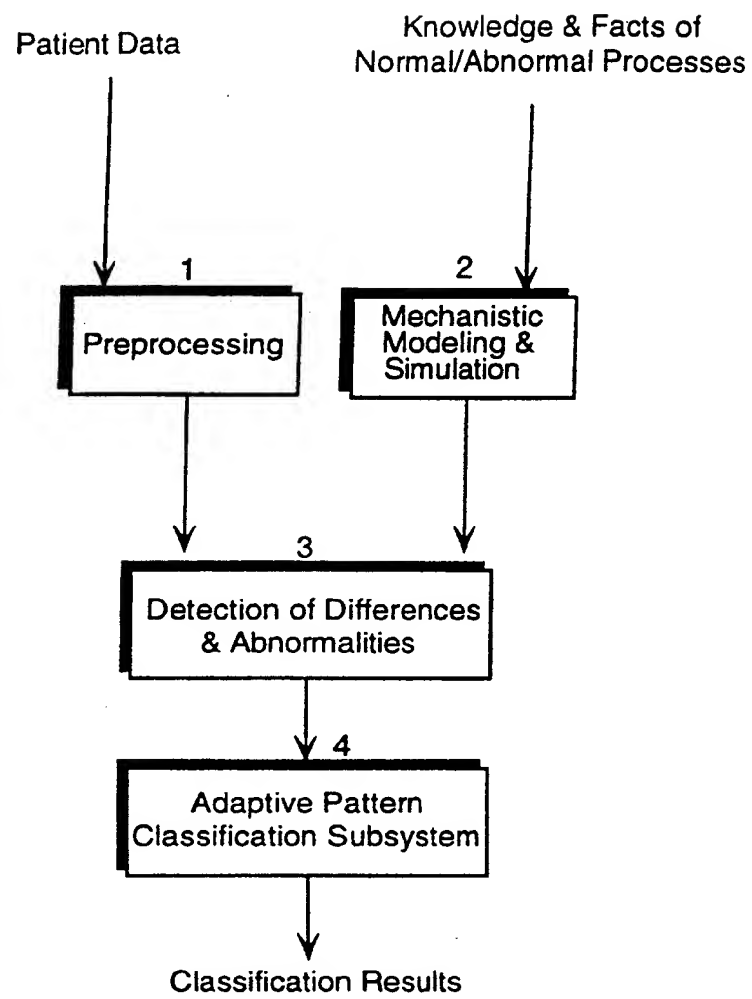 Patient Data
Knowledge & Facts of
Normal/Abnormal Processes
1
Preprocessing
2
Mechanistic
Modeling &
Simulation
3
Detection of Differences
& Abnormalities
4
Adaptive Pattern
Classification Subsystem
Classification Results